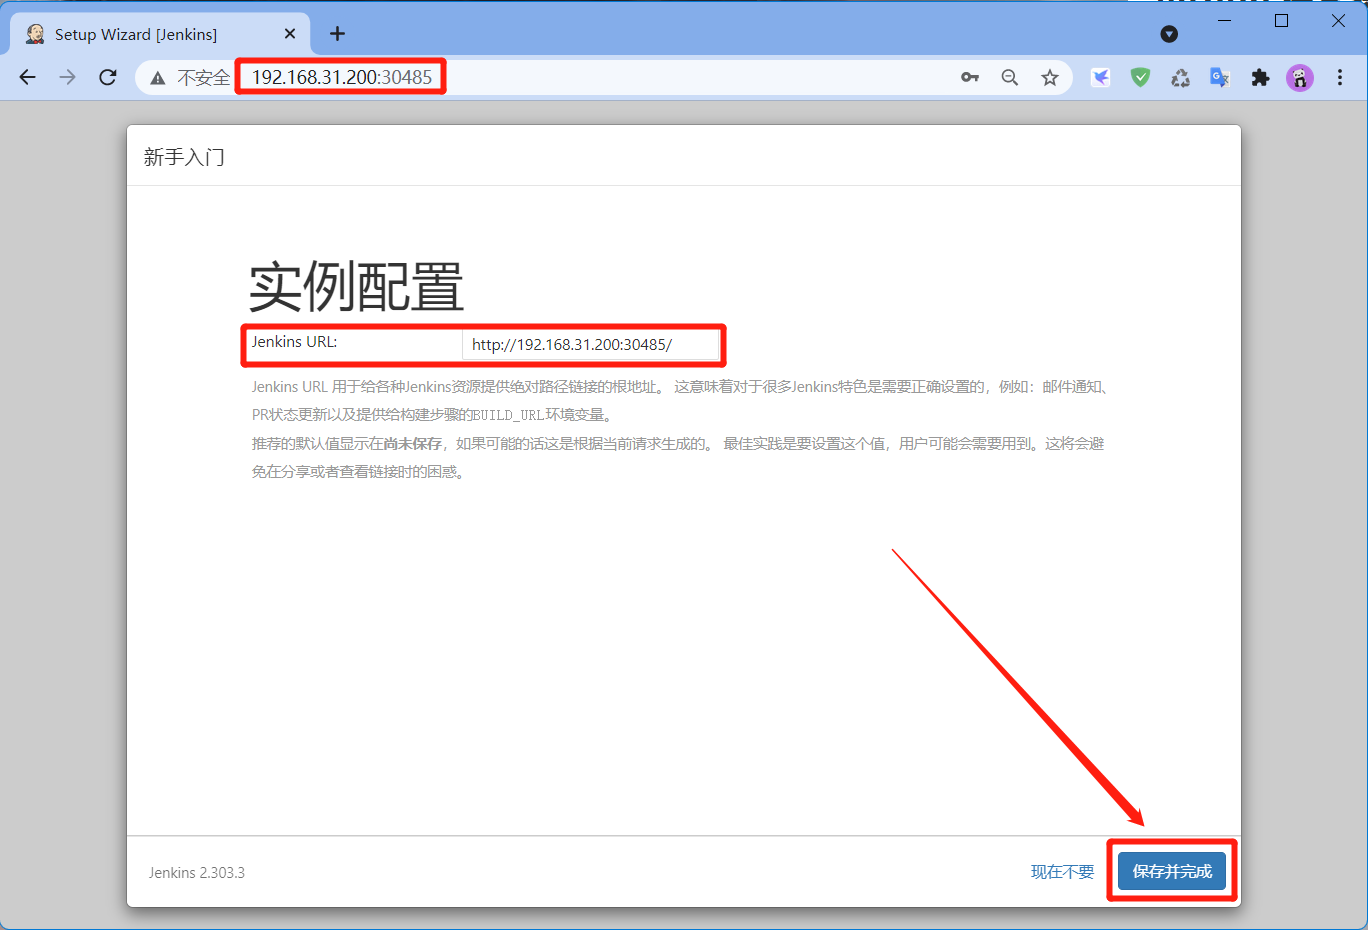 Setup Wizard [Jenkins]
不安全 192.168.31.200:30485
新手入门
实例配置
Jenkins URL: http://192.168.31.200:30485/
Jenkins URL 用于给各种Jenkins资源提供绝对路径链接的根地址。 这意味着对于很多Jenkins特色是需要正确设置的，例如：邮件通知、
PR状态更新以及提供给构建步骤的BUILD_URL环境变量。
推荐的默认值显示在尚未保存，如果可能的话这是根据当前请求生成的。 最佳实践是要设置这个值，用户可能会需要用到。这将会避
免在分享或者查看链接时的困惑。
Jenkins 2.303.3
现在不要
保存并完成